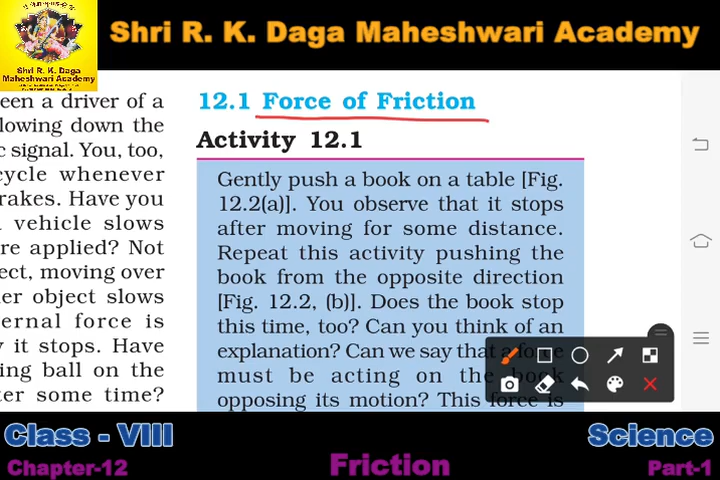 Shri R. K. Daga
Maheshwari Academy
Shri R. K. Daga Maheshwari Academy
een a driver of a
lowing down the
c signal. You, too,
cycle whenever
rakes. Have you
vehicle slows
re applied? Not
ect, moving over
er object slows
ernal force is
y it stops. Have
ing ball on the
ter some time?
12.1 Force of Friction
Activity 12.1
Gently push a book on a table [Fig.
12.2(a)]. You observe that it stops
after moving for some distance.
Repeat this activity pushing the
book from the opposite direction
[Fig. 12.2, (b)]. Does the book stop
this time, too? Can you think of an
explanation? Can we say that a force
must be acting on the book
opposing its motion? This force is
Class - VIII
Science
Chapter-12
Friction
Part-1